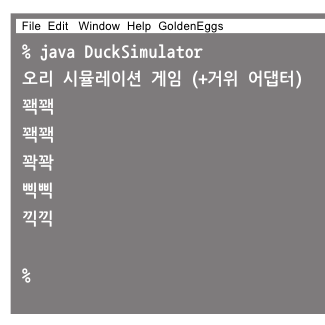 File Edit Window Help GoldenEggs
% java DuckSimulator
오리 시뮬레이션 게임 (+거위 어댑터)
꽥꽥
꽥꽥
꽉꽉
삑삑
끽끽
%